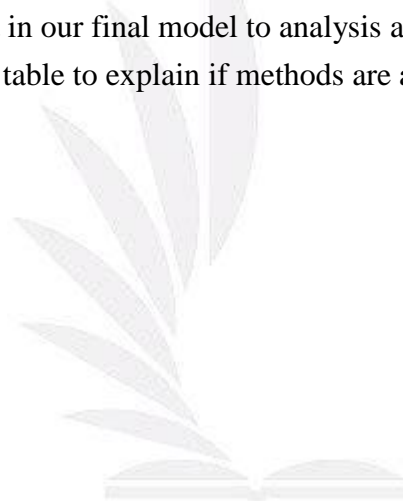 in our final model to analysis a
table to explain if methods are a